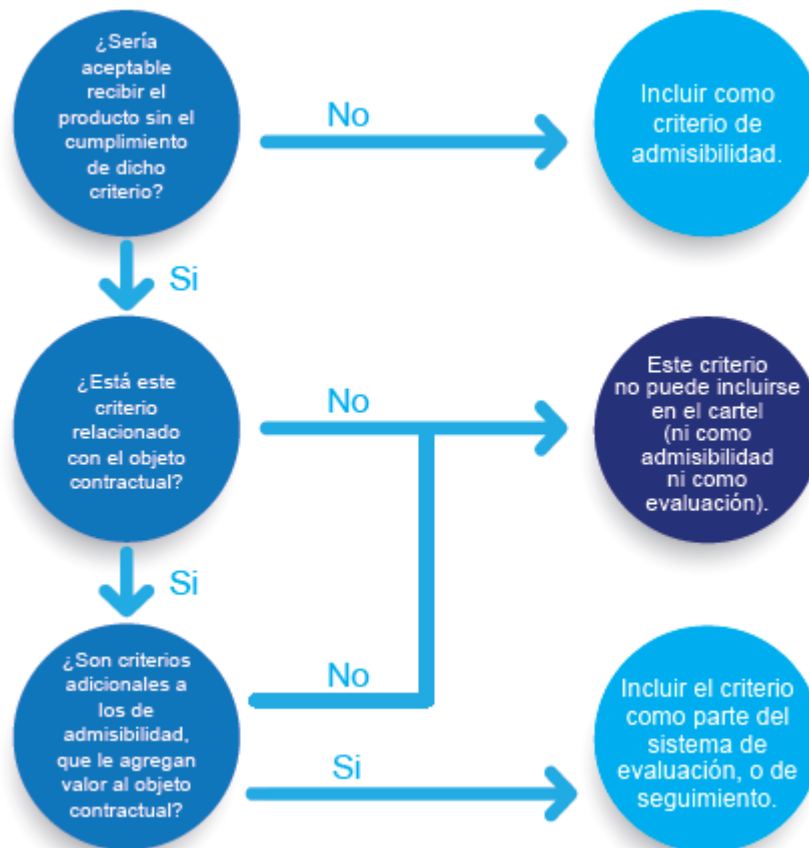 ¿Sería
aceptable
recibir el
producto sin el
cumplimiento
de dicho
criterio?
No
Incluir como
criterio de
admisibilidad.
Si
¿Está este
criterio
relacionado
con el objeto
contractual?
No
Este criterio
no puede incluirse
en el cartel
(ni como
admisibilidad
ni como
evaluación).
Si
¿Son criterios
adicionales a
los de
admisibilidad,
que le agregan
valor al objeto
contractual?
No
Si
Incluir el criterio
como parte del
sistema de
evaluación, o de
seguimiento.